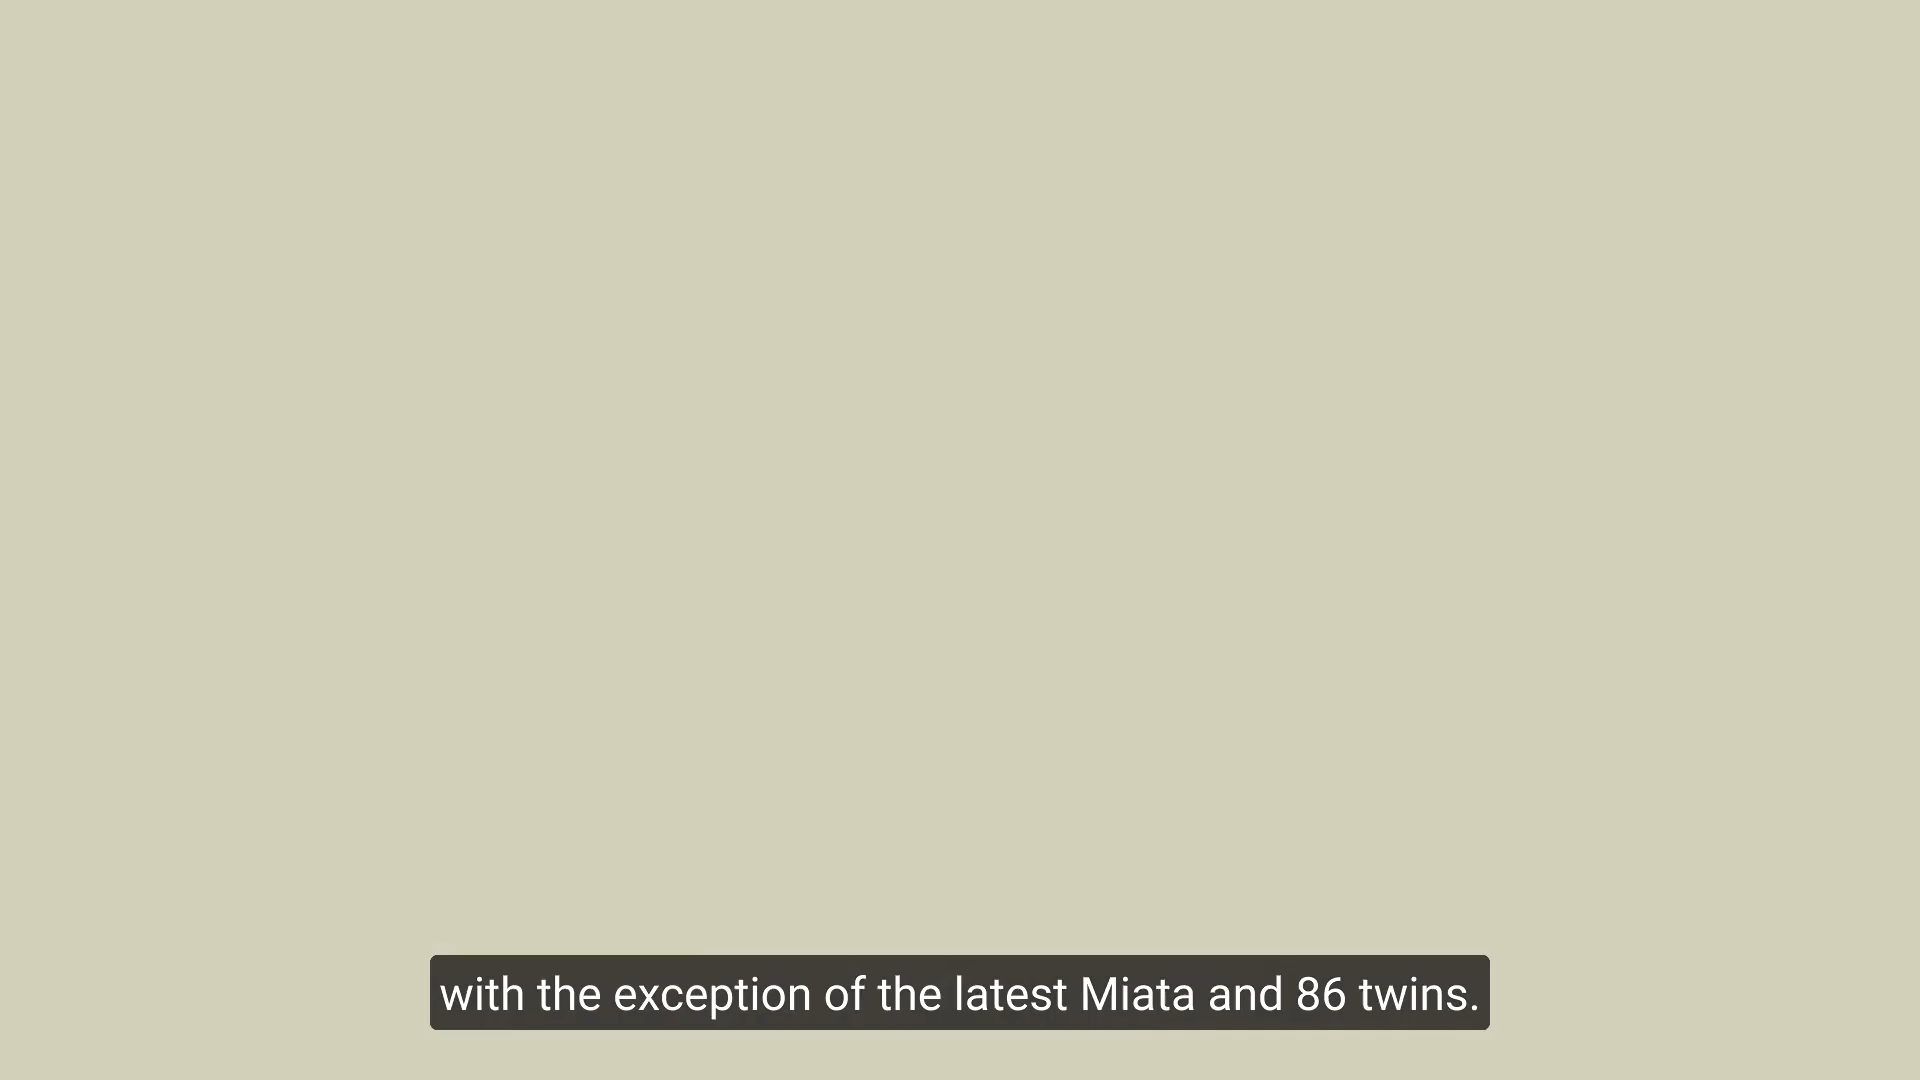 with the exception of the latest Miata and 86 twins.